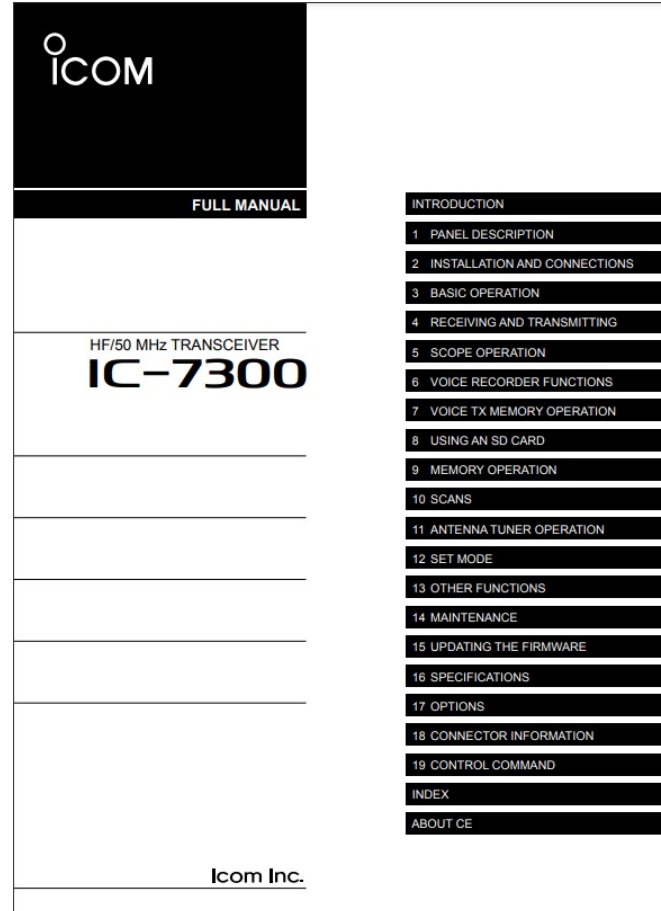 ICOM
FULL MANUAL
HF/50 MHz TRANSCEIVER
IC-7300
Icom Inc.
INTRODUCTION
1 PANEL DESCRIPTION
2 INSTALLATION AND CONNECTIONS
3 BASIC OPERATION
4 RECEIVING AND TRANSMITTING
5 SCOPE OPERATION
6 VOICE RECORDER FUNCTIONS
7 VOICE TX MEMORY OPERATION
8 USING AN SD CARD
9 MEMORY OPERATION
10 SCANS
11 ANTENNA TUNER OPERATION
12 SET MODE
13 OTHER FUNCTIONS
14 MAINTENANCE
15 UPDATING THE FIRMWARE
16 SPECIFICATIONS
17 OPTIONS
18 CONNECTOR INFORMATION
19 CONTROL COMMAND
INDEX
ABOUT CE